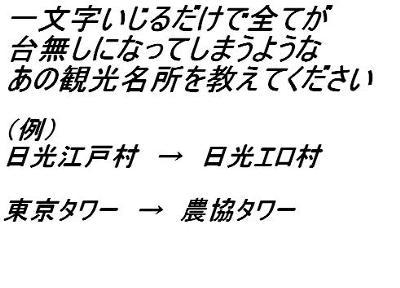 一文字いじるだけで全てが
台無しになってしまうような
あの観光名所を教えてください
（例）
日光江戸村 → 日光エロ村
東京タワー → 農協タワー